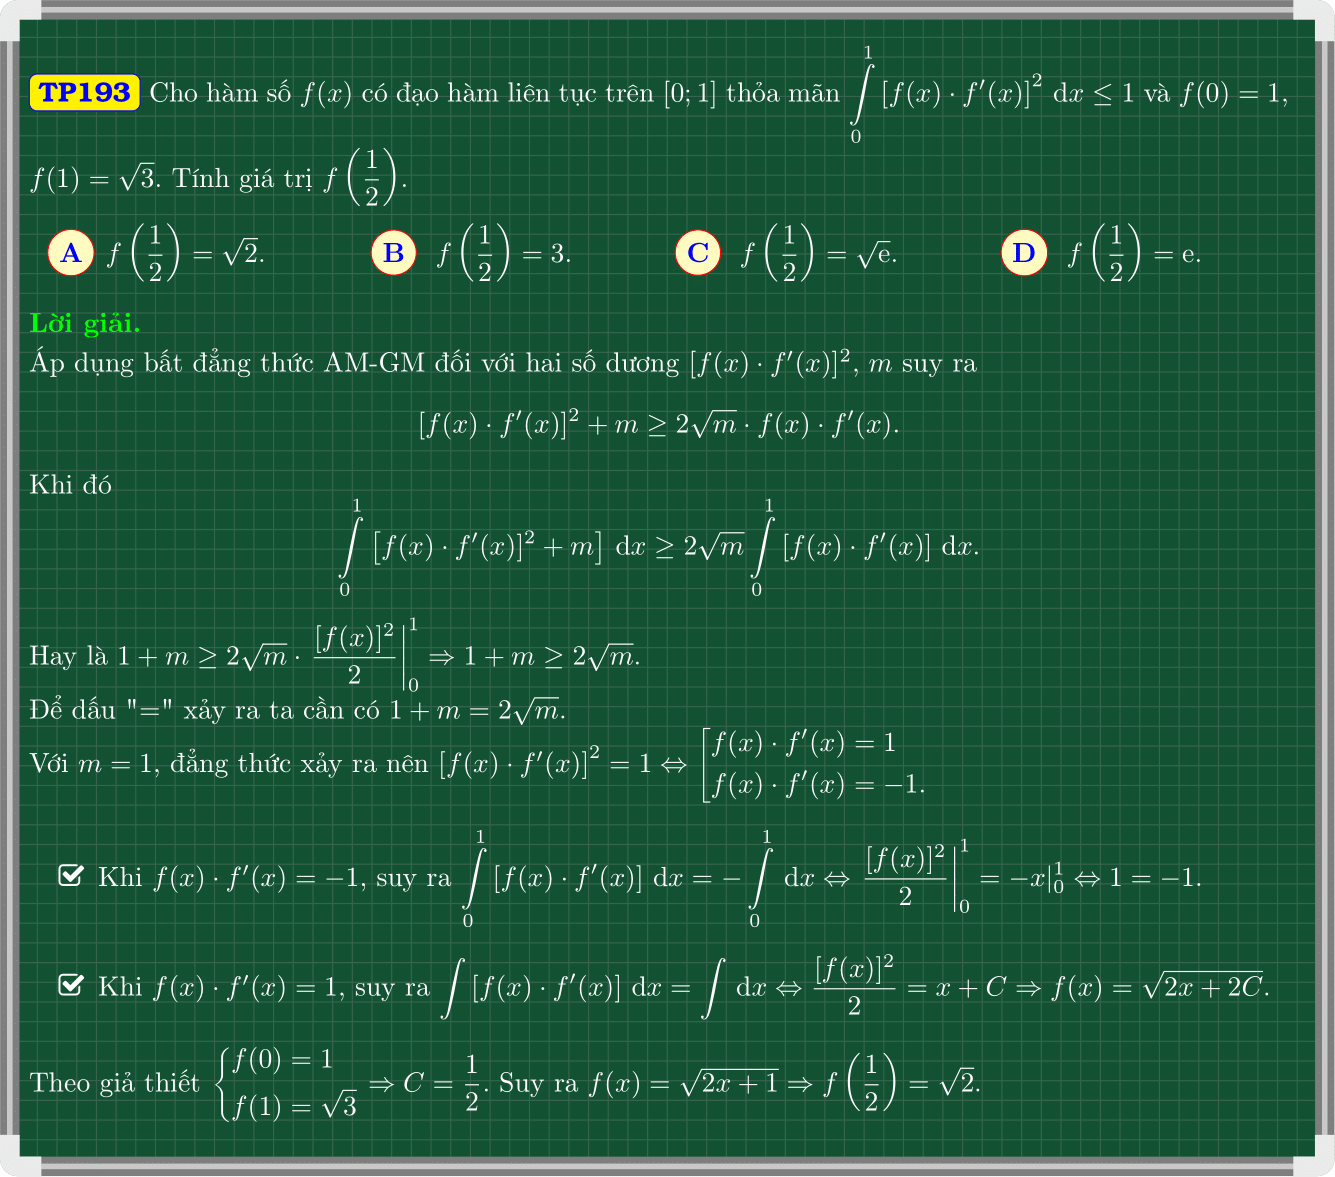 TP193 Cho hàm số $f(x)$ có đạo hàm liên tục trên $[0;1]$ thỏa mãn $\int\limits_0^1 [f(x)\cdot f'(x)]^2 \,\mathrm{d}x \le 1$ và $f(0)=1$,
$f(1)=\sqrt{3}$. Tính giá trị $f\left(\dfrac{1}{2}\right)$.
A $f\left(\dfrac{1}{2}\right)=\sqrt{2}$. B $f\left(\dfrac{1}{2}\right)=3$. C $f\left(\dfrac{1}{2}\right)=\sqrt{\mathrm{e}}$. D $f\left(\dfrac{1}{2}\right)=\mathrm{e}$.
Lời giải.
Áp dụng bất đẳng thức AM-GM đối với hai số dương $[f(x)\cdot f'(x)]^2$, $m$ suy ra
$[f(x)\cdot f'(x)]^2+m\ge 2\sqrt{m}\cdot f(x)\cdot f'(x)$.
Khi đó
$\int\limits_0^1 \left[[f(x)\cdot f'(x)]^2+m\right]\,\mathrm{d}x\ge 2\sqrt{m}\int\limits_0^1 [f(x)\cdot f'(x)]\,\mathrm{d}x$.
Hay là $1+m\ge 2\sqrt{m}\cdot\left.\dfrac{[f(x)]^2}{2}\right|_0^1\Rightarrow 1+m\ge 2\sqrt{m}$.
Để dấu "=" xảy ra ta cần có $1+m=2\sqrt{m}$.
Với $m=1$, đẳng thức xảy ra nên $[f(x)\cdot f'(x)]^2=1\Leftrightarrow\left[\begin{array}{l}f(x)\cdot f'(x)=1\\f(x)\cdot f'(x)=-1.\end{array}\right.$
☑ Khi $f(x)\cdot f'(x)=-1$, suy ra $\int\limits_0^1 [f(x)\cdot f'(x)]\,\mathrm{d}x=-\int\limits_0^1\mathrm{d}x\Leftrightarrow\left.\dfrac{[f(x)]^2}{2}\right|_0^1=-x|_0^1\Leftrightarrow 1=-1$.
☑ Khi $f(x)\cdot f'(x)=1$, suy ra $\int [f(x)\cdot f'(x)]\,\mathrm{d}x=\int\mathrm{d}x\Leftrightarrow\dfrac{[f(x)]^2}{2}=x+C\Rightarrow f(x)=\sqrt{2x+2C}$.
Theo giả thiết $\begin{cases}f(0)=1\\f(1)=\sqrt{3}\end{cases}\Rightarrow C=\dfrac{1}{2}$. Suy ra $f(x)=\sqrt{2x+1}\Rightarrow f\left(\dfrac{1}{2}\right)=\sqrt{2}$.